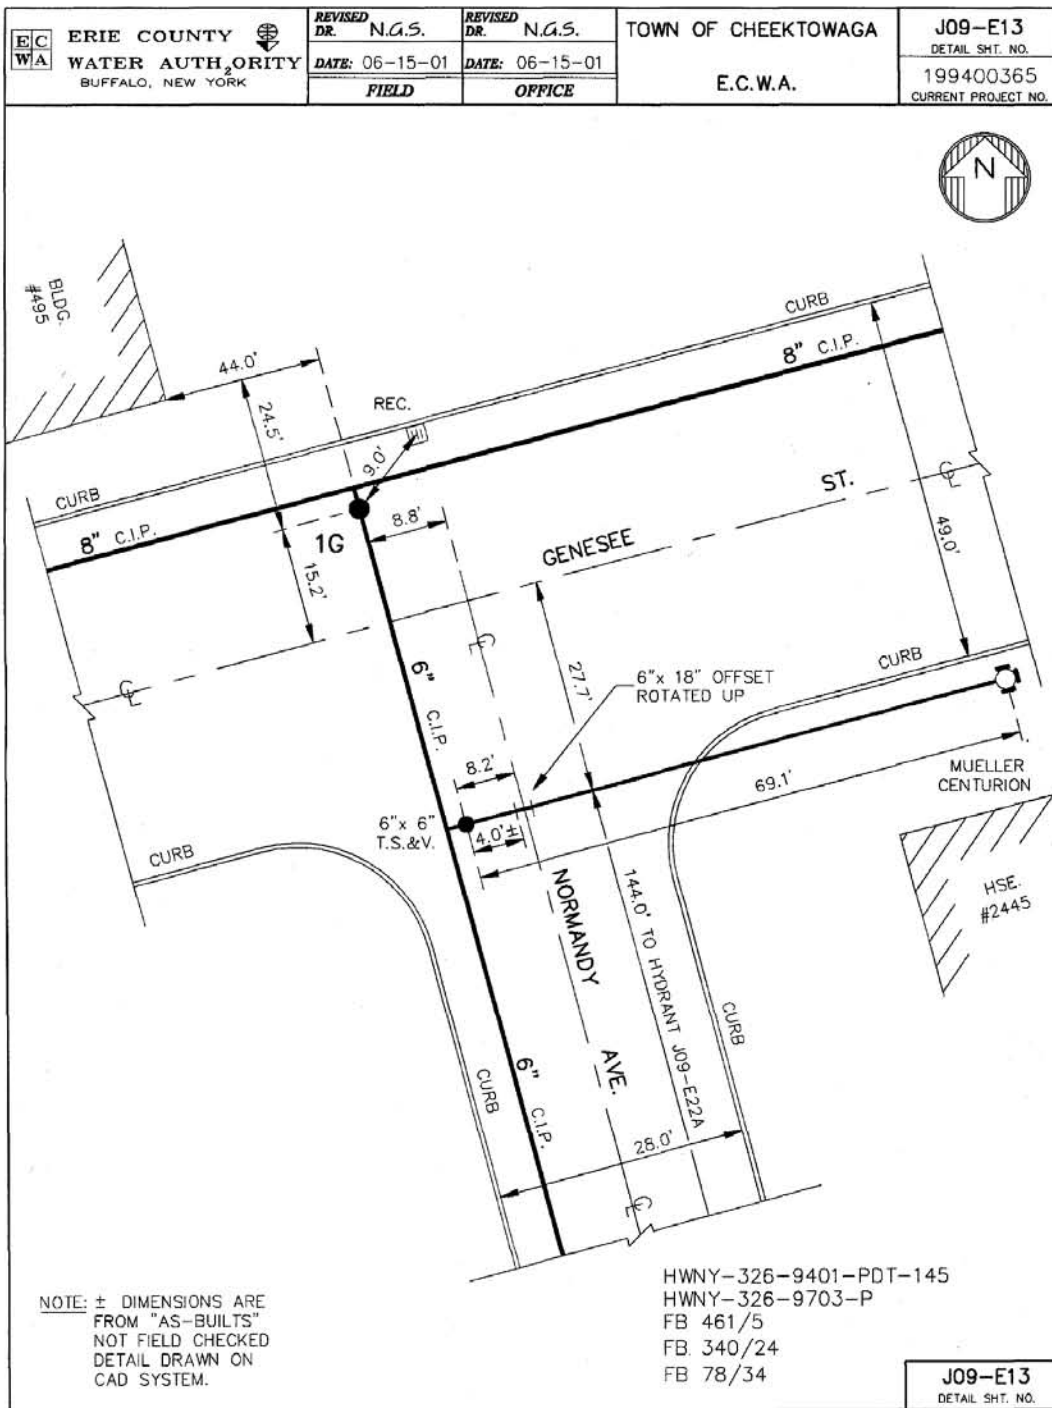 EC
WA
ERIE COUNTY
WATER AUTH2ORITY
BUFFALO, NEW YORK
REVISED
DR. N.G.S.
DATE: 06-15-01
FIELD
REVISED
DR. N.G.S.
DATE: 06-15-01
OFFICE
TOWN OF CHEEKTOWAGA
E.C.W.A.
J09-E13
DETAIL SHT. NO.
199400365
CURRENT PROJECT NO.
N
BLDG.
#495
44.0'
24.5'
REC.
CURB
8" C.I.P.
9.0'
CURB
8" C.I.P.
1G
8.8'
15.2'
GENESEE ST.
℄
49.0'
℄
℄
6" C.I.P.
27.7'
6"x 18" OFFSET
ROTATED UP
CURB
8.2'
69.1'
MUELLER
CENTURION
6"x 6"
T.S.&V.
4.0'±
CURB
HSE.
#2445
NORMANDY AVE.
144.0' TO HYDRANT J09-E22A
CURB
CURB
6" C.I.P.
28.0'
℄
NOTE: ± DIMENSIONS ARE
FROM "AS-BUILTS"
NOT FIELD CHECKED
DETAIL DRAWN ON
CAD SYSTEM.
HWNY-326-9401-PDT-145
HWNY-326-9703-P
FB 461/5
FB. 340/24
FB 78/34
J09-E13
DETAIL SHT. NO.